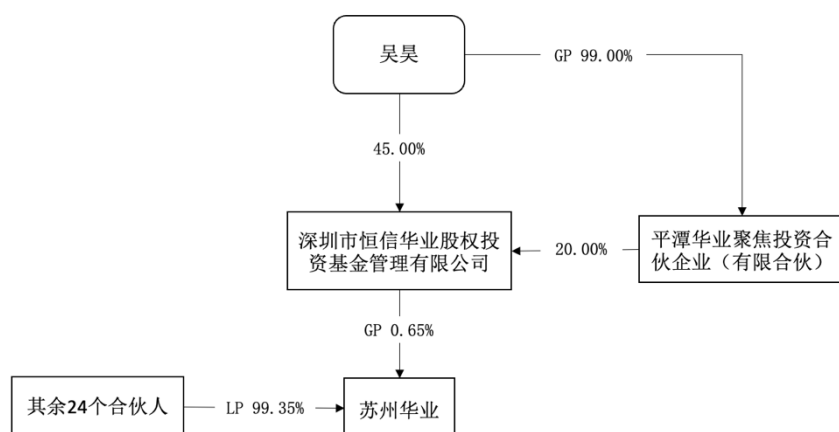 吴昊
GP 99.00%
45.00%
深圳市恒信华业股权投
资基金管理有限公司
20.00%
平潭华业聚焦投资合
伙企业（有限合伙）
GP 0.65%
其余24个合伙人
LP 99.35%
苏州华业